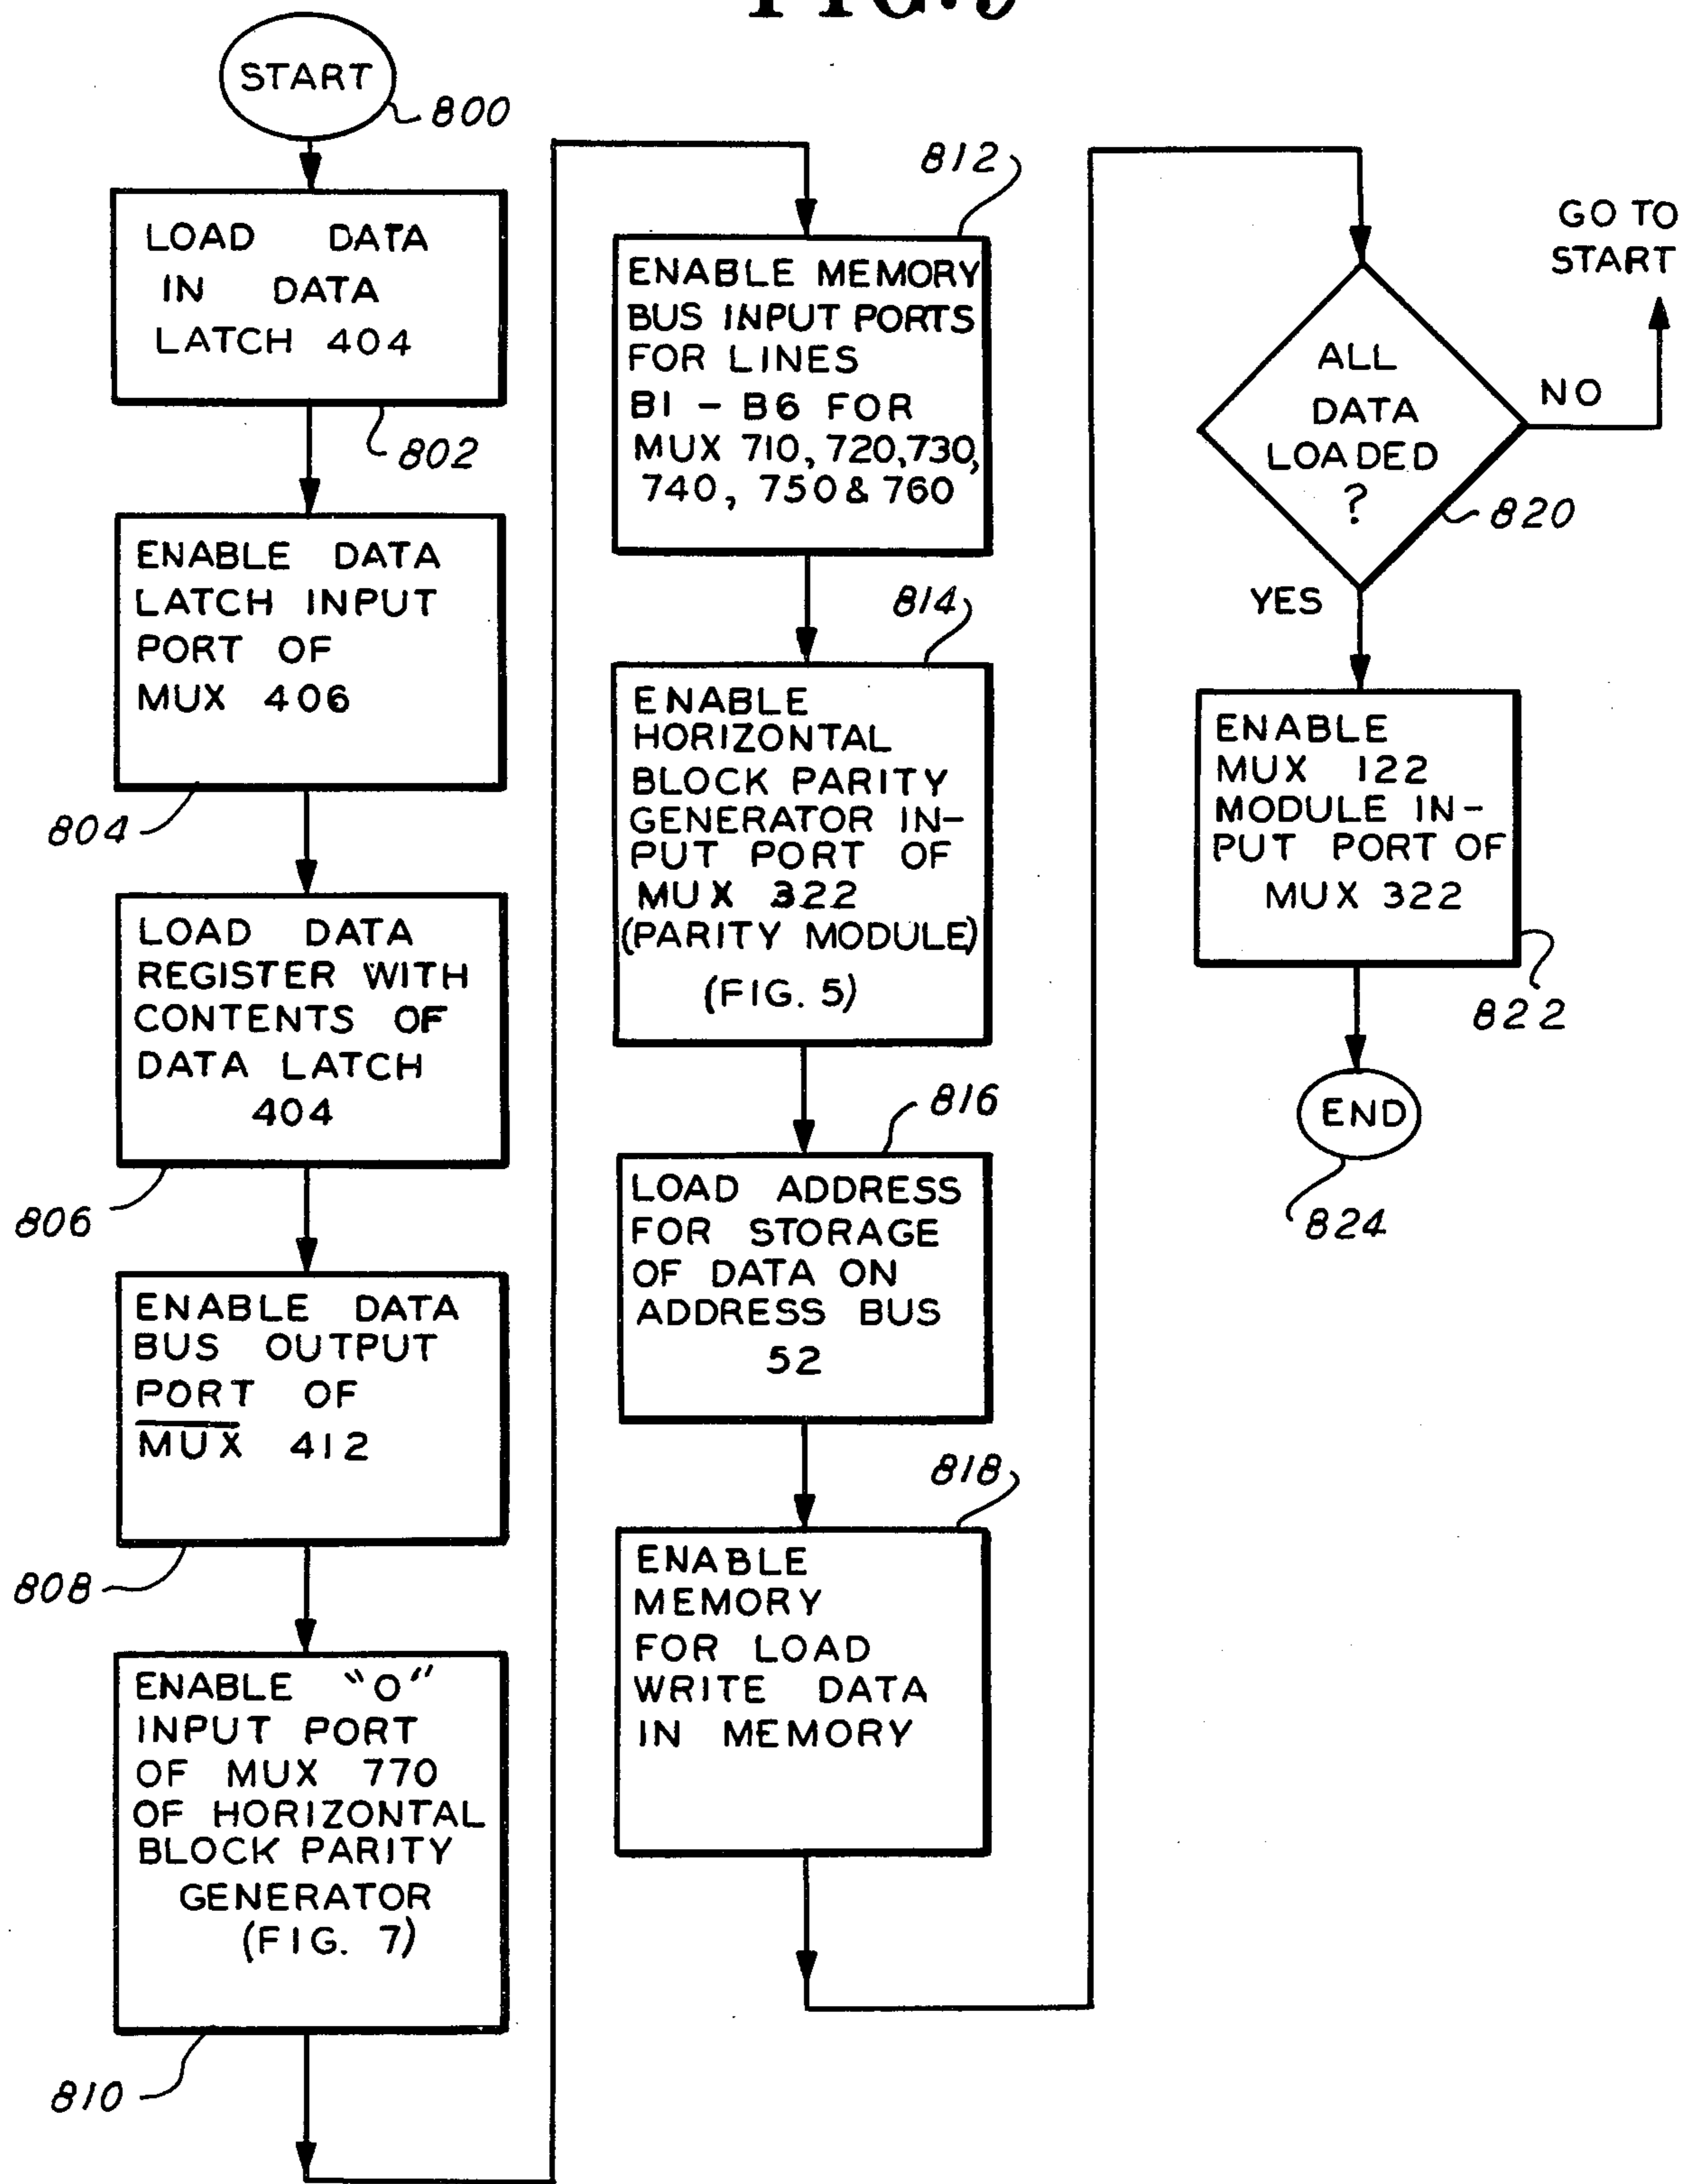 START
800
LOAD DATA
IN DATA
LATCH 404
802
ENABLE DATA
LATCH INPUT
PORT OF
MUX 406
804
LOAD DATA
REGISTER WITH
CONTENTS OF
DATA LATCH
404
806
ENABLE DATA
BUS OUTPUT
PORT OF
MUX 412
808
ENABLE "O"
INPUT PORT
OF MUX 770
OF HORIZONTAL
BLOCK PARITY
GENERATOR
(FIG. 7)
810
812
ENABLE MEMORY
BUS INPUT PORTS
FOR LINES
B1 - B6 FOR
MUX 710, 720, 730,
740, 750 & 760
814
ENABLE
HORIZONTAL
BLOCK PARITY
GENERATOR IN-
PUT PORT OF
MUX 322
(PARITY MODULE)
(FIG. 5)
816
LOAD ADDRESS
FOR STORAGE
OF DATA ON
ADDRESS BUS
52
818
ENABLE
MEMORY
FOR LOAD
WRITE DATA
IN MEMORY
ALL
DATA
LOADED
?
820
NO
GO TO
START
YES
ENABLE
MUX 122
MODULE IN-
PUT PORT OF
MUX 322
822
END
824